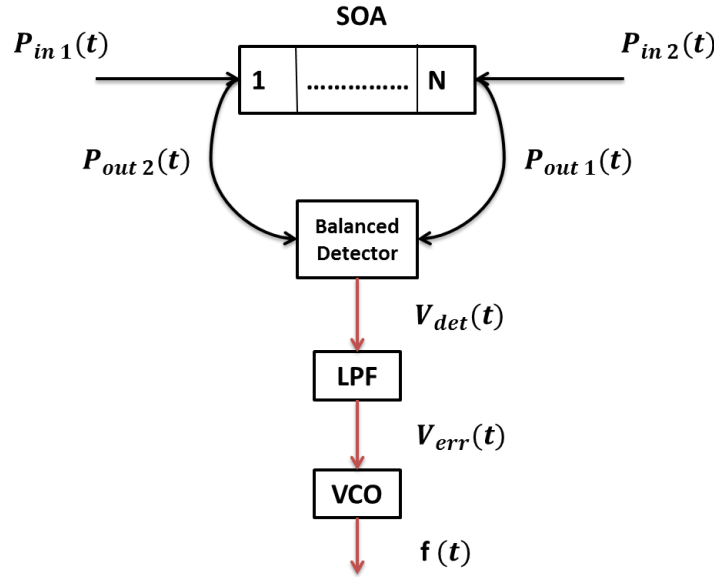 SOA
P_in 1(t)
P_in 2(t)
1
................
N
P_out 2(t)
P_out 1(t)
Balanced
Detector
V_det(t)
LPF
V_err(t)
VCO
f (t)